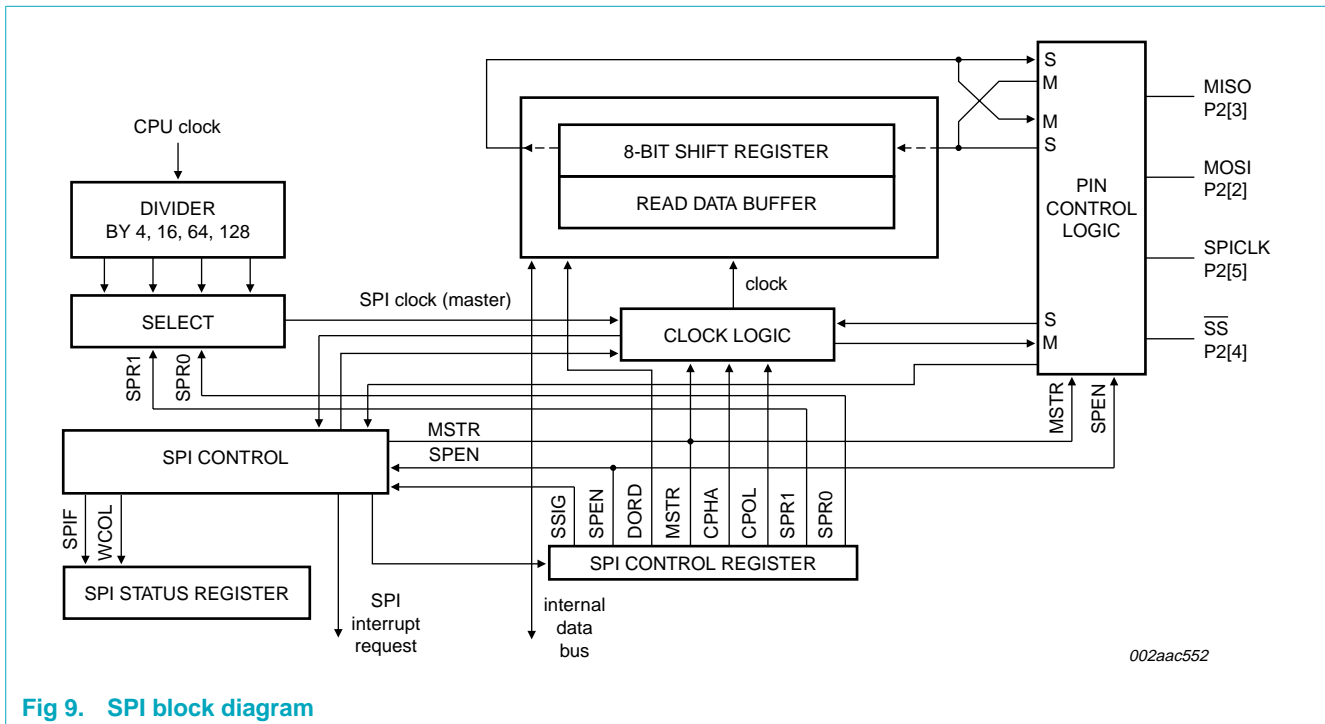 CPU clock
DIVIDER
BY 4, 16, 64, 128
SELECT
SPR1
SPR0
SPI clock (master)
8-BIT SHIFT REGISTER
READ DATA BUFFER
clock
CLOCK LOGIC
S
M
M
S
S
M
PIN
CONTROL
LOGIC
MISO
P2[3]
MOSI
P2[2]
SPICLK
P2[5]
SS
P2[4]
MSTR
SPEN
SPI CONTROL
MSTR
SPEN
SPIF
WCOL
SPI STATUS REGISTER
SSIG
SPEN
DORD
MSTR
CPHA
CPOL
SPR1
SPR0
SPI CONTROL REGISTER
SPI
interrupt
request
internal
data
bus
002aac552
Fig 9. SPI block diagram